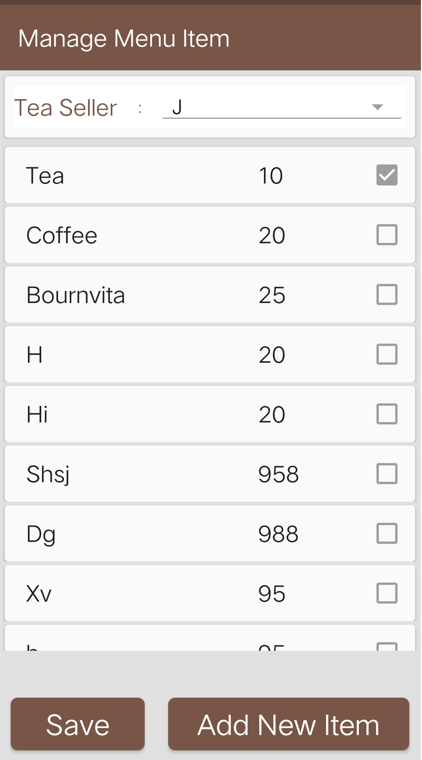 Manage Menu Item
Tea Seller : J
Tea 10
Coffee 20
Bournvita 25
H 20
Hi 20
Shsj 958
Dg 988
Xv 95
Save Add New Item